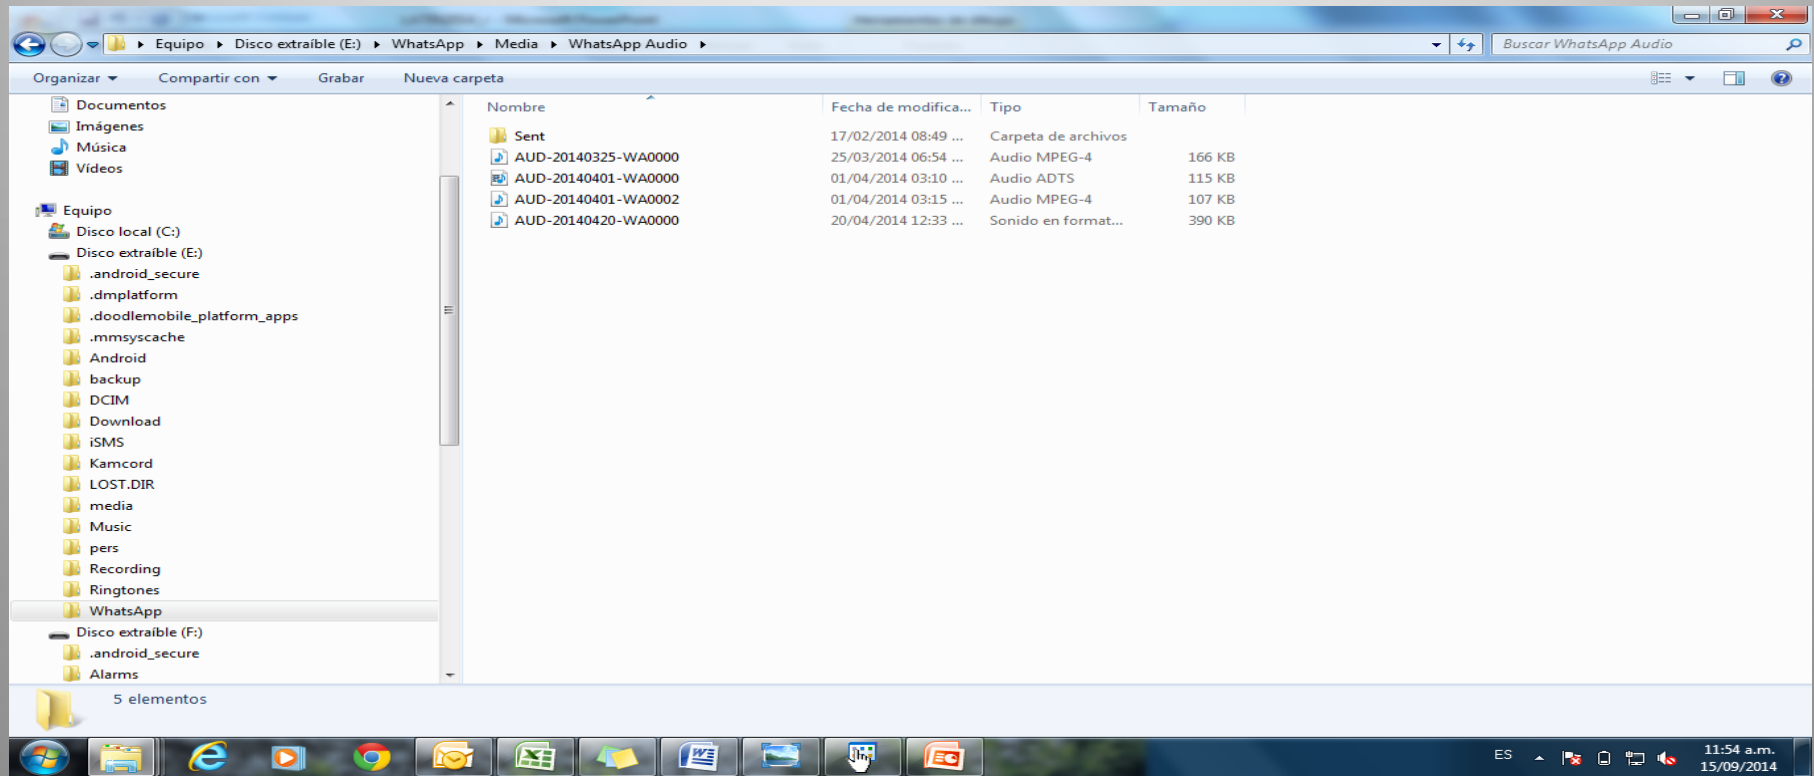 Equipo Disco extraíble (E:) WhatsApp Media WhatsApp Audio Buscar WhatsApp Audio
Organizar Compartir con Grabar Nueva carpeta
Documentos
Imágenes
Música
Vídeos
Equipo
Disco local (C:)
Disco extraíble (E:)
.android_secure
.dmplatform
.doodlemobile_platform_apps
.mmsyscache
Android
backup
DCIM
Download
iSMS
Kamcord
LOST.DIR
media
Music
pers
Recording
Ringtones
WhatsApp
Disco extraíble (F:)
.android_secure
Alarms
Nombre Fecha de modifica... Tipo Tamaño
Sent 17/02/2014 08:49 ... Carpeta de archivos
AUD-20140325-WA0000 25/03/2014 06:54 ... Audio MPEG-4 166 KB
AUD-20140401-WA0000 01/04/2014 03:10 ... Audio ADTS 115 KB
AUD-20140401-WA0002 01/04/2014 03:15 ... Audio MPEG-4 107 KB
AUD-20140420-WA0000 20/04/2014 12:33 ... Sonido en format... 390 KB
5 elementos
ES 11:54 a.m.
15/09/2014